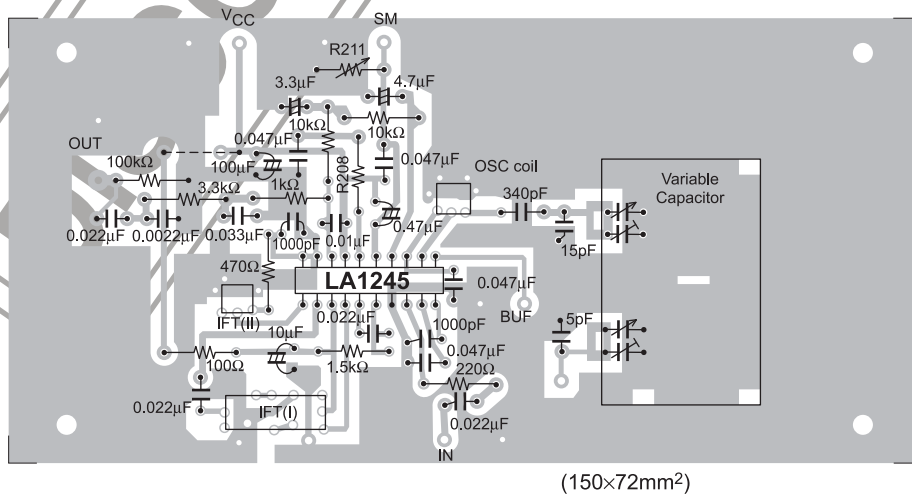 VCC
SM
R211
3.3μF
4.7μF
10kΩ
10kΩ
OUT
0.047μF
0.047μF
100kΩ
100μF
R208
OSC coil
Variable
Capacitor
3.3kΩ
1kΩ
340pF
0.47μF
0.022μF
0.0022μF
0.033μF
1000pF
0.01μF
15pF
470Ω
LA1245
0.047μF
BUF
IFT(II)
0.022μF
10μF
1000pF
5pF
0.047μF
100Ω
1.5kΩ
220Ω
0.022μF
IFT(I)
0.022μF
IN
(150×72mm²)